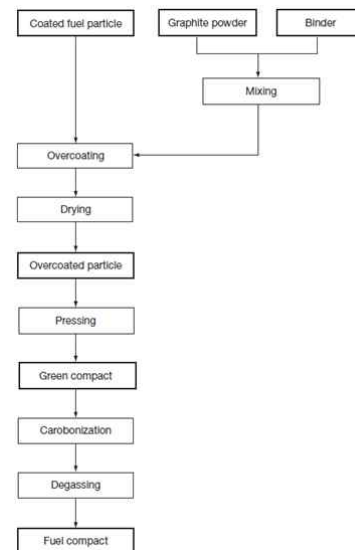 Coated fuel particle
Graphite powder
Binder
Mixing
Overcoating
Drying
Overcoated particle
Pressing
Green compact
Carobonization
Degassing
Fuel compact